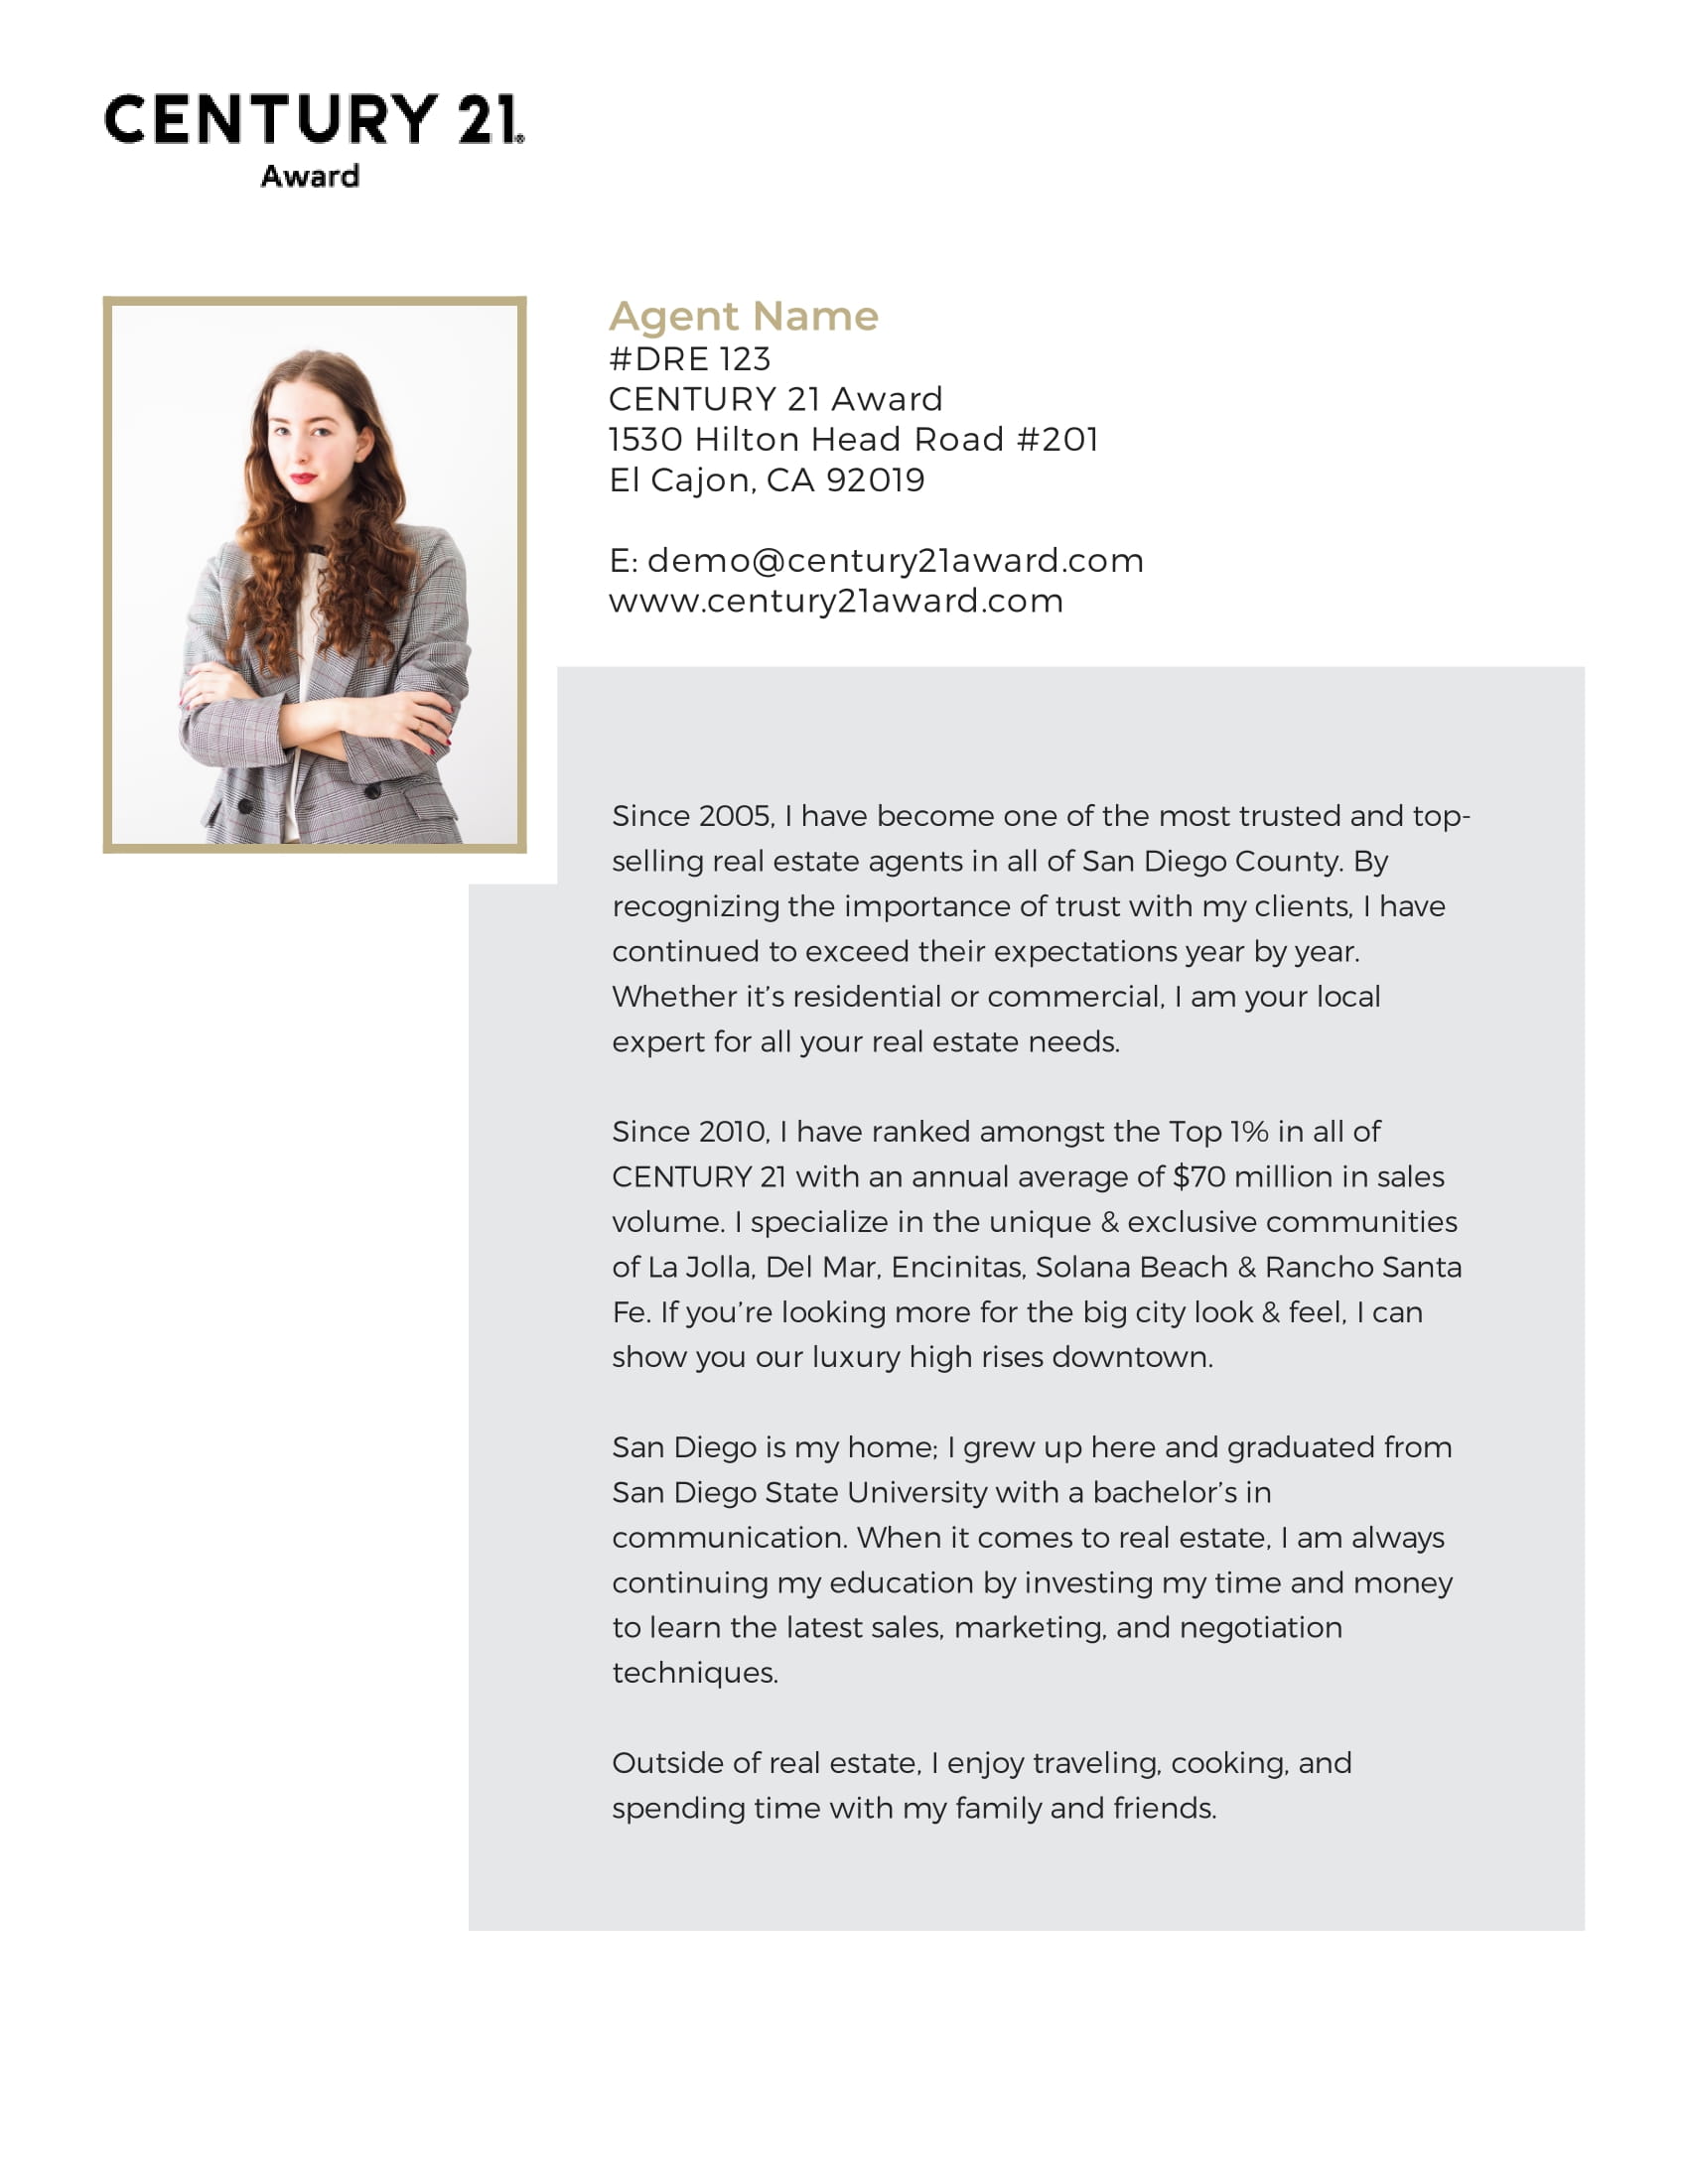 CENTURY 21®
Award
Agent Name
#DRE 123
CENTURY 21 Award
1530 Hilton Head Road #201
El Cajon, CA 92019
E: demo@century21award.com
www.century21award.com
Since 2005, I have become one of the most trusted and top-
selling real estate agents in all of San Diego County. By
recognizing the importance of trust with my clients, I have
continued to exceed their expectations year by year.
Whether it’s residential or commercial, I am your local
expert for all your real estate needs.
Since 2010, I have ranked amongst the Top 1% in all of
CENTURY 21 with an annual average of $70 million in sales
volume. I specialize in the unique & exclusive communities
of La Jolla, Del Mar, Encinitas, Solana Beach & Rancho Santa
Fe. If you’re looking more for the big city look & feel, I can
show you our luxury high rises downtown.
San Diego is my home; I grew up here and graduated from
San Diego State University with a bachelor’s in
communication. When it comes to real estate, I am always
continuing my education by investing my time and money
to learn the latest sales, marketing, and negotiation
techniques.
Outside of real estate, I enjoy traveling, cooking, and
spending time with my family and friends.